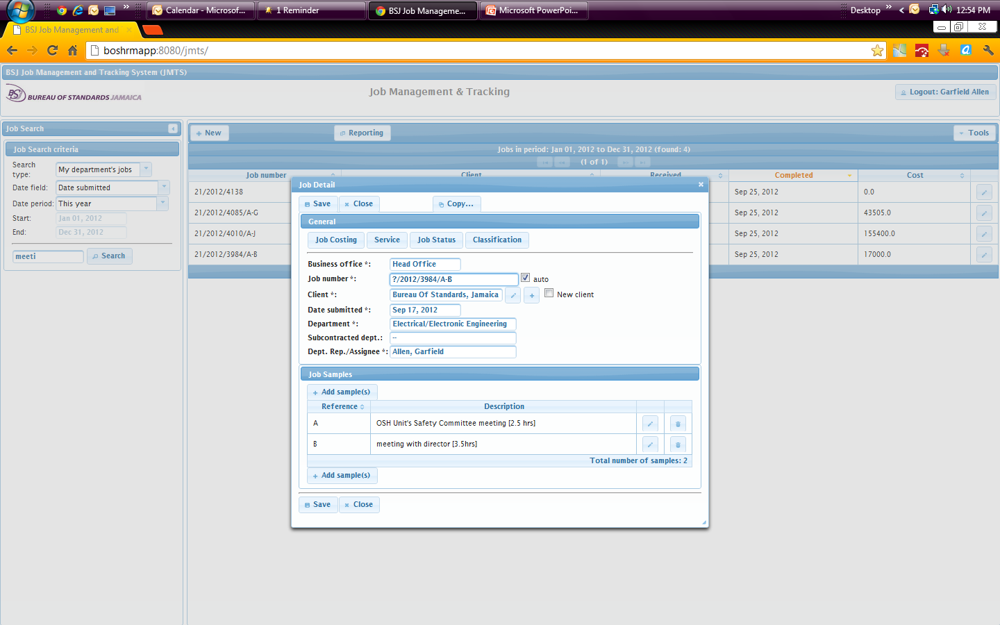 Calendar - Microsof...
1 Reminder
BSJ Job Manageme...
Microsoft PowerPoi...
Desktop
12:54 PM
BSJ Job Management and
boshrmapp:8080/jmts/
BSJ Job Management and Tracking System (JMTS)
BSJ BUREAU OF STANDARDS JAMAICA
Job Management & Tracking
Logout: Garfield Allen
Job Search
New
Reporting
Tools
Job Search criteria
Jobs in period: Jan 01, 2012 to Dec 31, 2012 (found: 4)
(1 of 1)
Search type: My department's jobs
Date field: Date submitted
Date period: This year
Start: Jan 01, 2012
End: Dec 31, 2012
meeti Search
Job number Client Received Completed Cost
21/2012/4138 Sep 25, 2012 0.0
21/2012/4085/A-G Sep 25, 2012 43505.0
21/2012/4010/A-J Sep 25, 2012 155400.0
21/2012/3984/A-B Sep 25, 2012 17000.0
Job Detail
Save Close Copy...
General
Job Costing Service Job Status Classification
Business office *: Head Office
Job number *: ?/2012/3984/A-B auto
Client *: Bureau Of Standards, Jamaica New client
Date submitted *: Sep 17, 2012
Department *: Electrical/Electronic Engineering
Subcontracted dept.: --
Dept. Rep./Assignee *: Allen, Garfield
Job Samples
Add sample(s)
Reference Description
A OSH Unit's Safety Committee meeting [2.5 hrs]
B meeting with director [3.5hrs]
Total number of samples: 2
Add sample(s)
Save Close